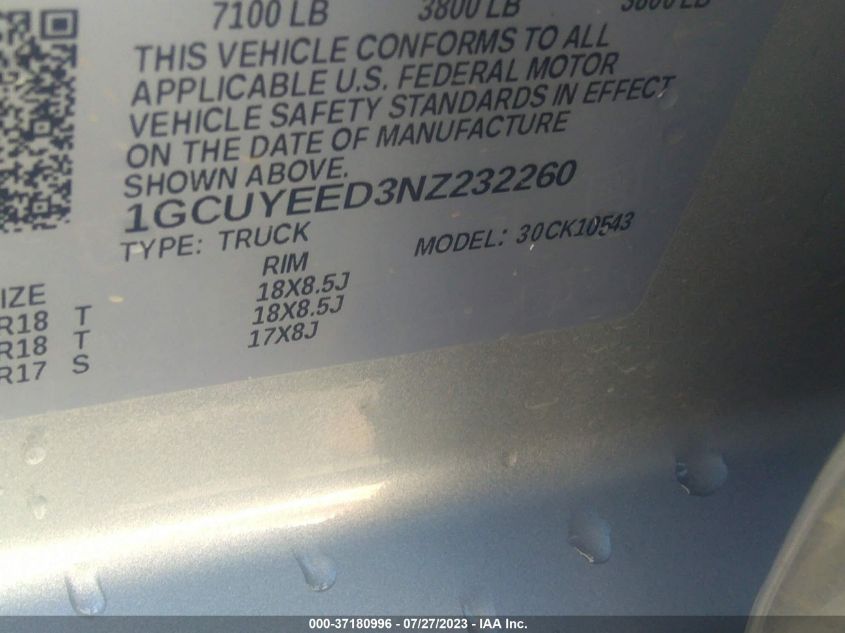 7100 LB 3800 LB 3800 LB
THIS VEHICLE CONFORMS TO ALL
APPLICABLE U.S. FEDERAL MOTOR
VEHICLE SAFETY STANDARDS IN EFFECT
ON THE DATE OF MANUFACTURE
SHOWN ABOVE.
1GCUYEED3NZ232260
TYPE: TRUCK MODEL: 30CK10543
IZE RIM
R18 T 18X8.5J
R18 T 18X8.5J
R17 S 17X8J
000-37180996 - 07/27/2023 - IAA Inc.